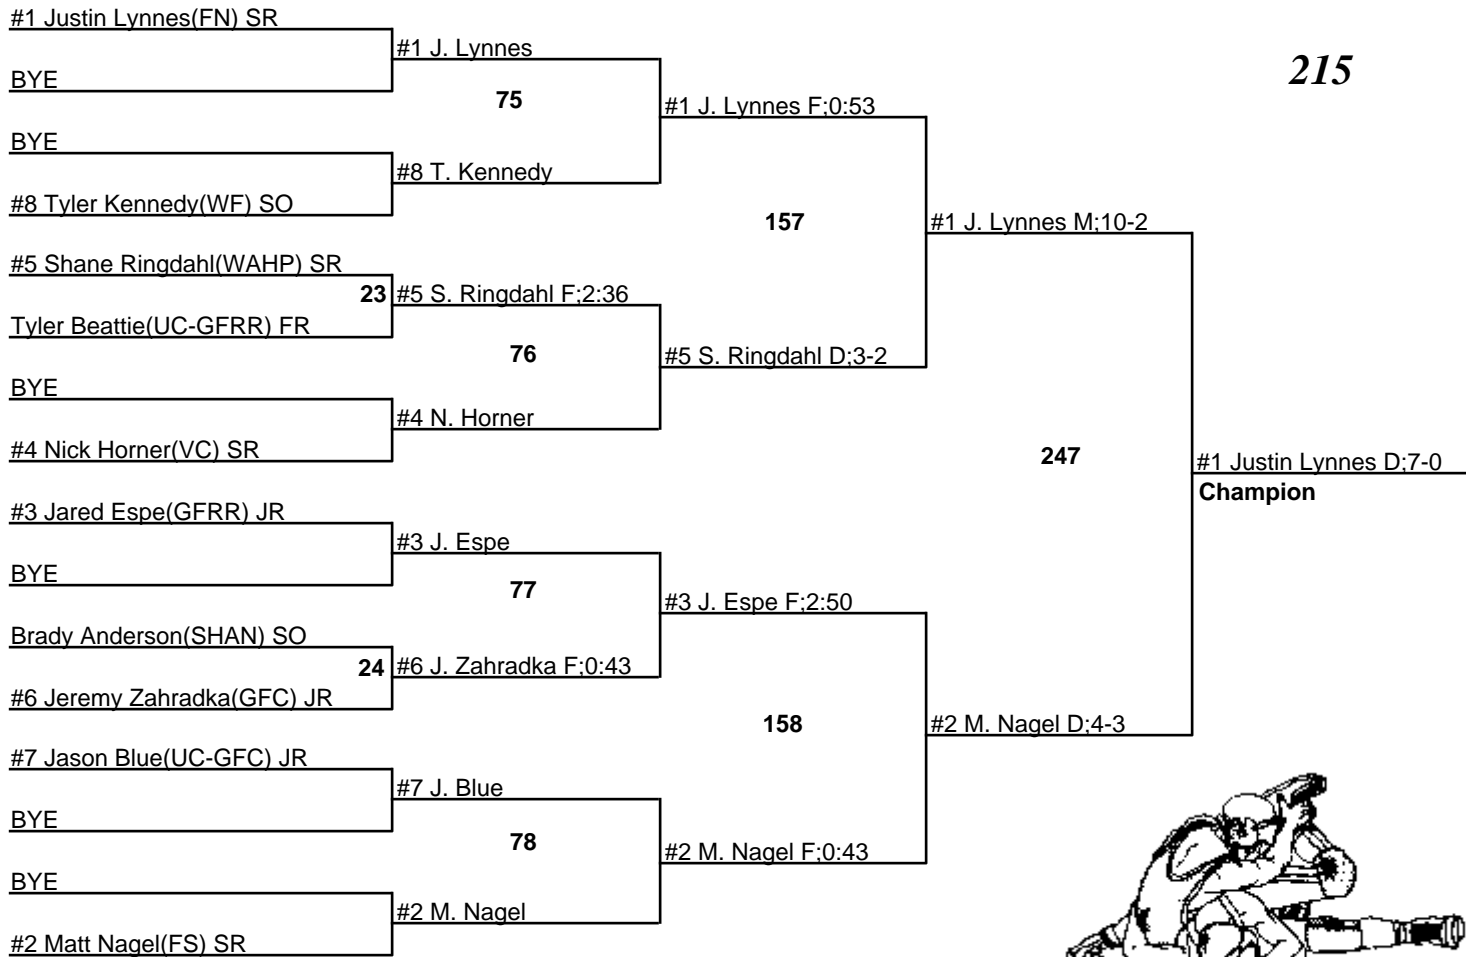 #1 Justin Lynnes(FN) SR
BYE
BYE
#8 Tyler Kennedy(WF) SO
#5 Shane Ringdahl(WAHP) SR
Tyler Beattie(UC-GFRR) FR
BYE
#4 Nick Horner(VC) SR
#3 Jared Espe(GFRR) JR
BYE
Brady Anderson(SHAN) SO
#6 Jeremy Zahradka(GFC) JR
#7 Jason Blue(UC-GFC) JR
BYE
BYE
#2 Matt Nagel(FS) SR
23
24
#1 J. Lynnes
#8 T. Kennedy
#5 S. Ringdahl F;2:36
#4 N. Horner
#3 J. Espe
#6 J. Zahradka F;0:43
#7 J. Blue
#2 M. Nagel
75
76
77
78
#1 J. Lynnes F;0:53
#5 S. Ringdahl D;3-2
#3 J. Espe F;2:50
#2 M. Nagel F;0:43
157
158
#1 J. Lynnes M;10-2
#2 M. Nagel D;4-3
247
#1 Justin Lynnes D;7-0
Champion
215